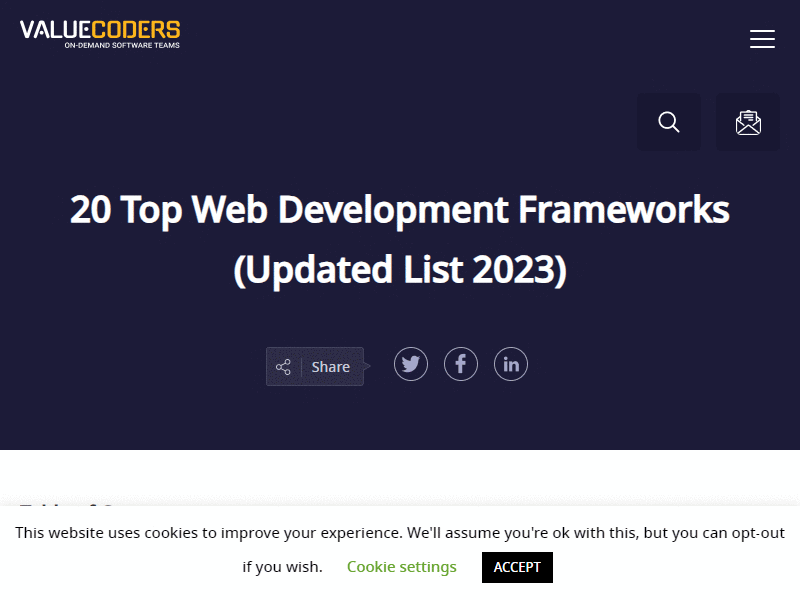 VALUECODERS
ON-DEMAND SOFTWARE TEAMS
20 Top Web Development Frameworks
(Updated List 2023)
Share
This website uses cookies to improve your experience. We'll assume you're ok with this, but you can opt-out
if you wish. Cookie settings ACCEPT